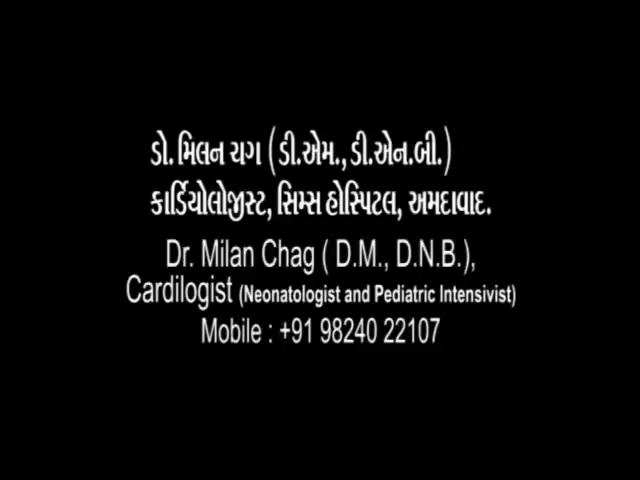 ડો. મિલન ચગ ( ડી.એમ., ડી.એન.બી.)
કાર્ડિયોલોજીસ્ટ, સિમ્સ હોસ્પિટલ, અમદાવાદ.
Dr. Milan Chag ( D.M., D.N.B.),
Cardilogist (Neonatologist and Pediatric Intensivist)
Mobile : +91 98240 22107